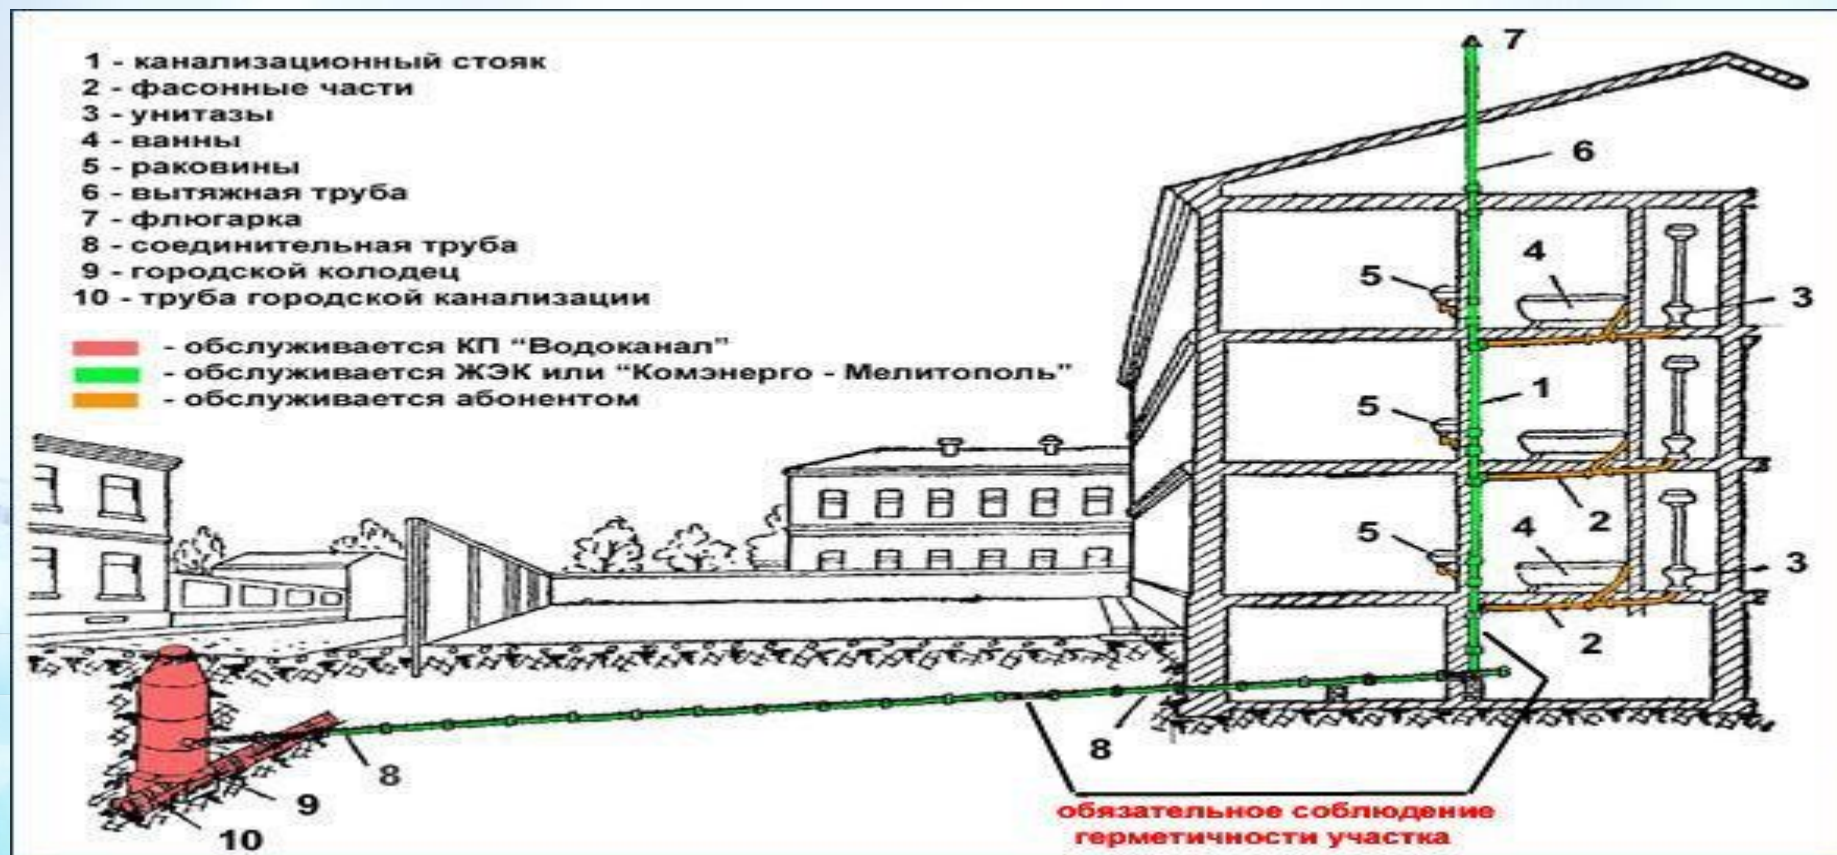 1 - канализационный стояк
2 - фасонные части
3 - унитазы
4 - ванны
5 - раковины
6 - вытяжная труба
7 - флюгарка
8 - соединительная труба
9 - городской колодец
10 - труба городской канализации
- обслуживается КП “Водоканал”
- обслуживается ЖЭК или “Комэнерго - Мелитополь”
- обслуживается абонентом
7
6
4
5
3
1
5
2
4
5
3
2
8
8
9
10
обязательное соблюдение
герметичности участка